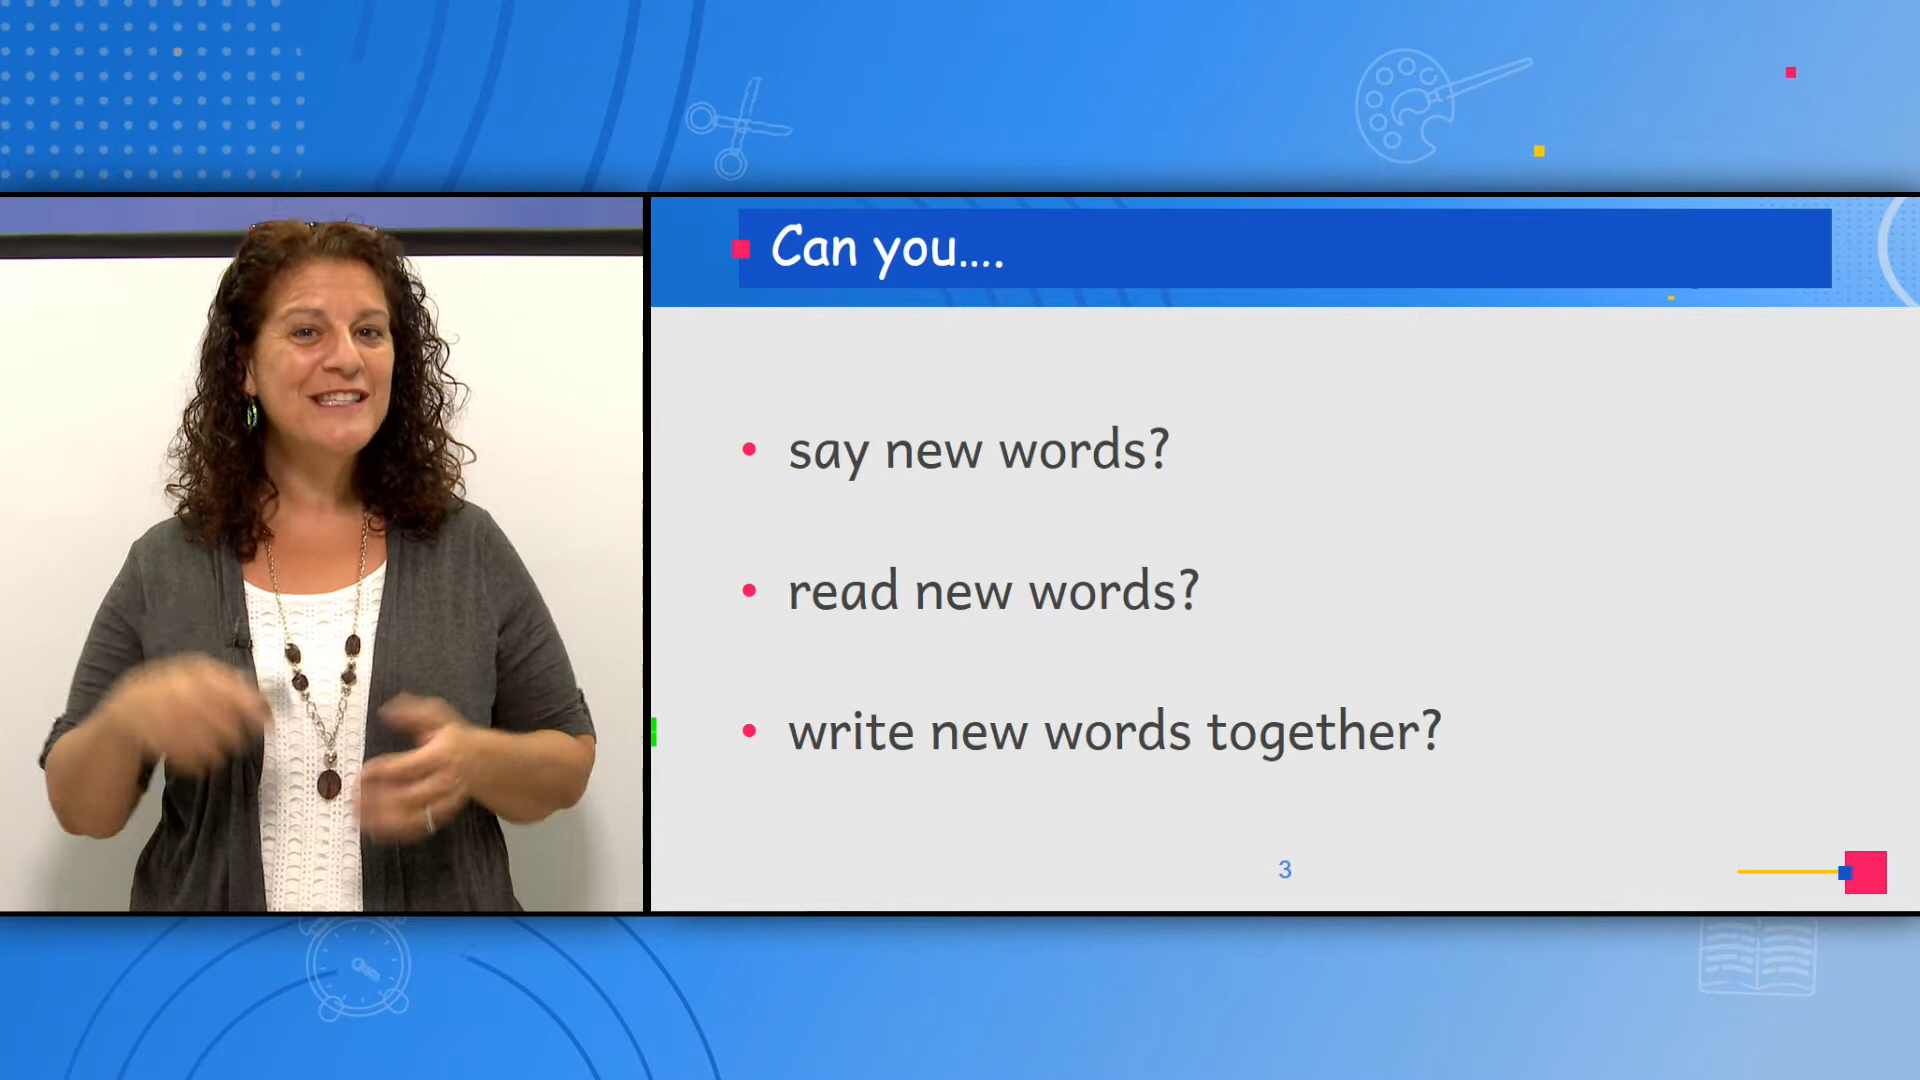 Can you....
say new words?
read new words?
write new words together?
3